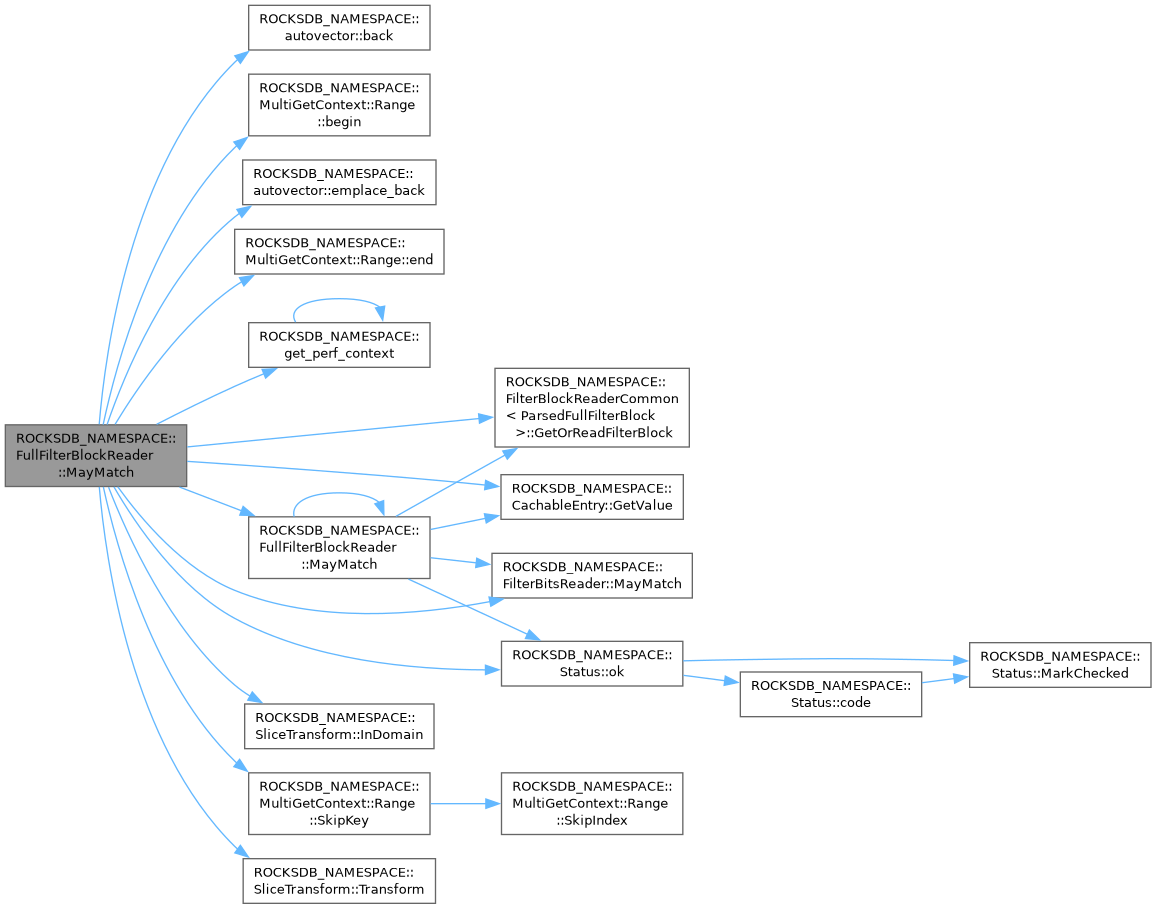 ROCKSDB_NAMESPACE::
autovector::back
ROCKSDB_NAMESPACE::
MultiGetContext::Range
::begin
ROCKSDB_NAMESPACE::
autovector::emplace_back
ROCKSDB_NAMESPACE::
MultiGetContext::Range::end
ROCKSDB_NAMESPACE::
get_perf_context
ROCKSDB_NAMESPACE::
FilterBlockReaderCommon
< ParsedFullFilterBlock
>::GetOrReadFilterBlock
ROCKSDB_NAMESPACE::
FullFilterBlockReader
::MayMatch
ROCKSDB_NAMESPACE::
CachableEntry::GetValue
ROCKSDB_NAMESPACE::
FullFilterBlockReader
::MayMatch
ROCKSDB_NAMESPACE::
FilterBitsReader::MayMatch
ROCKSDB_NAMESPACE::
Status::ok
ROCKSDB_NAMESPACE::
Status::MarkChecked
ROCKSDB_NAMESPACE::
Status::code
ROCKSDB_NAMESPACE::
SliceTransform::InDomain
ROCKSDB_NAMESPACE::
MultiGetContext::Range
::SkipKey
ROCKSDB_NAMESPACE::
MultiGetContext::Range
::SkipIndex
ROCKSDB_NAMESPACE::
SliceTransform::Transform